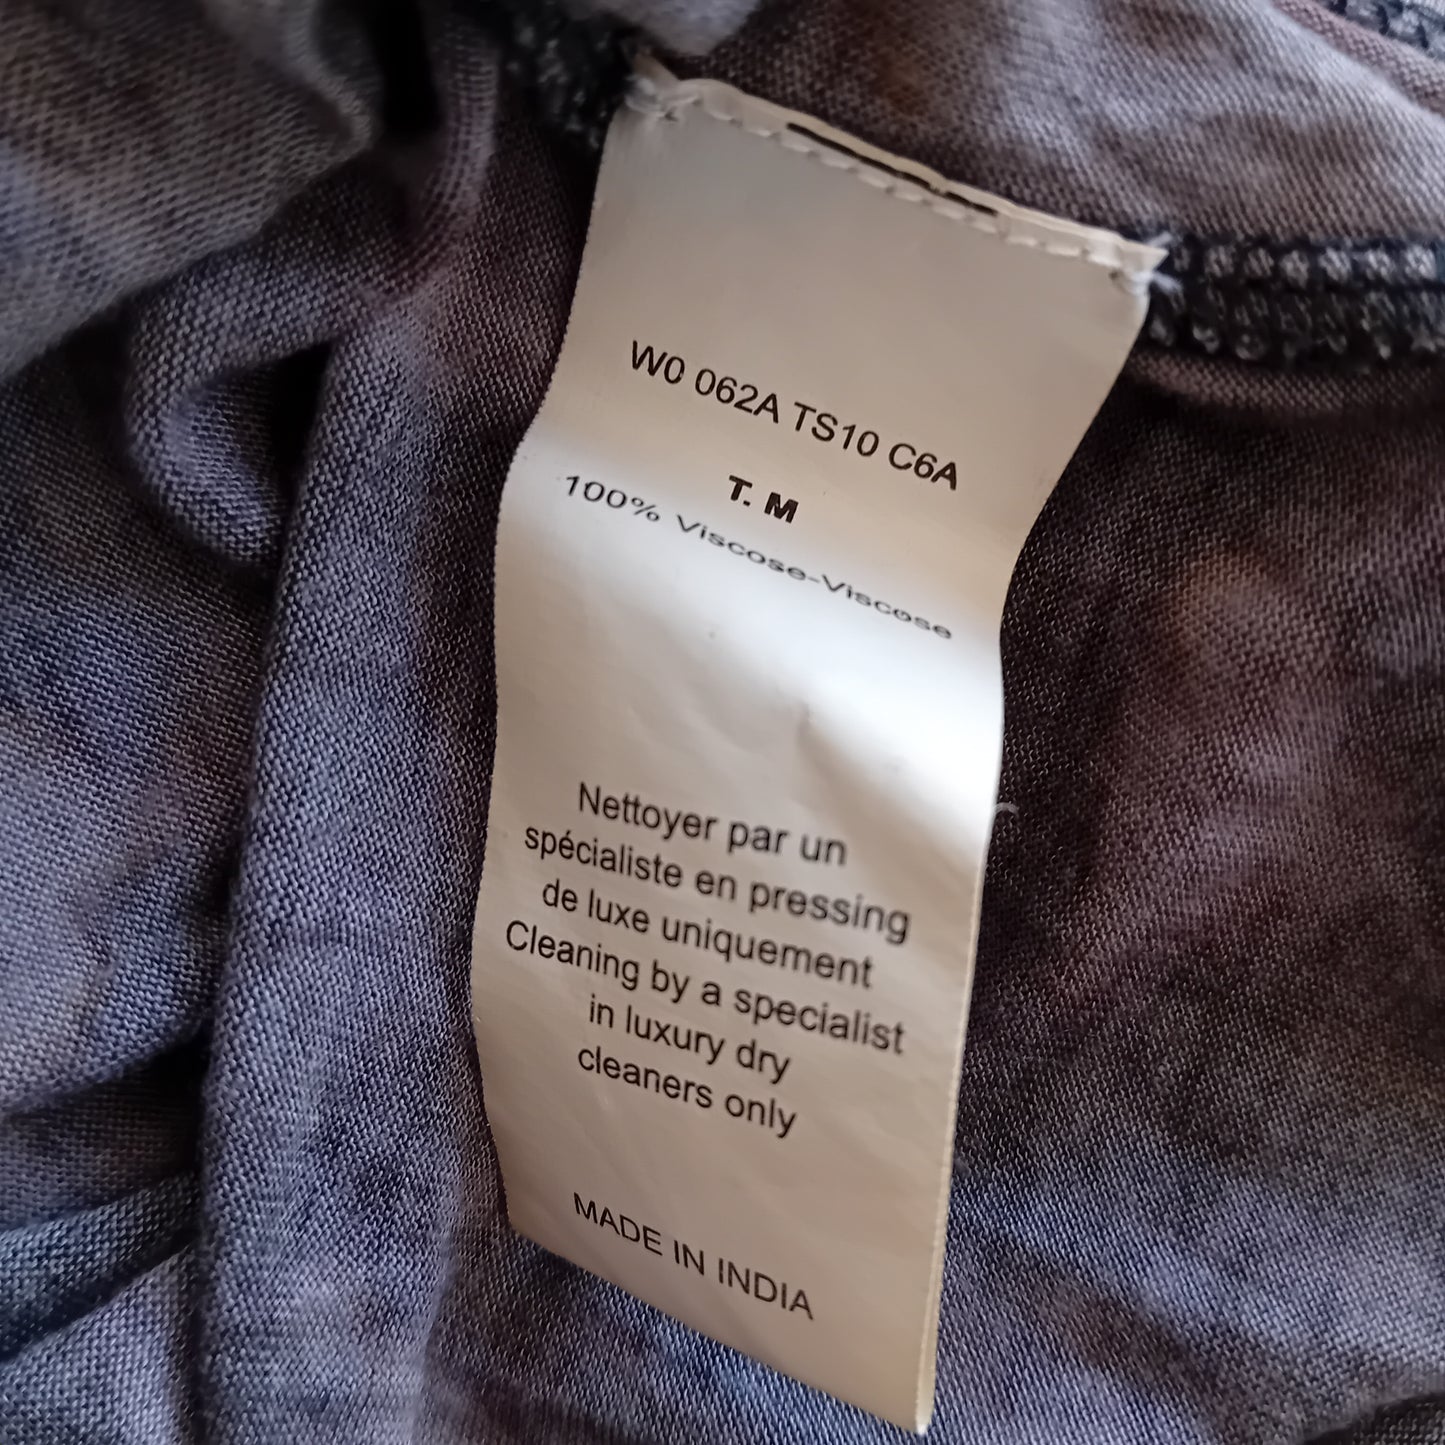 W0 062A TS10 C6A
T. M
100% Viscose-Viscose
Nettoyer par un
spécialiste en pressing
de luxe uniquement
Cleaning by a specialist
in luxury dry
cleaners only
MADE IN INDIA